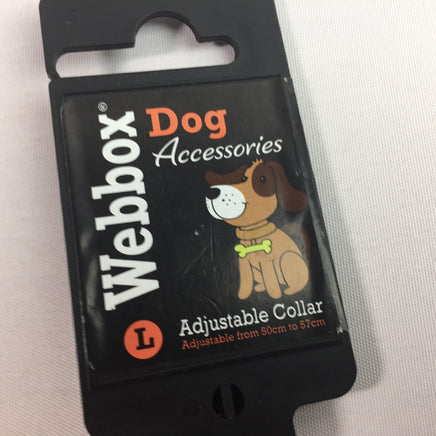 Webbox®
Dog
Accessories
L
Adjustable Collar
Adjustable from 50cm to 57cm